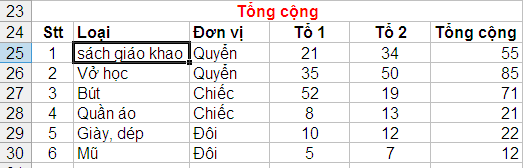 23 Tổng cộng
24 Stt Loại Đơn vị Tổ 1 Tổ 2 Tổng cộng
25 1 sách giáo khao Quyển 21 34 55
26 2 Vở học Quyển 35 50 85
27 3 Bút Chiếc 52 19 71
28 4 Quần áo Chiếc 8 13 21
29 5 Giày, dép Đôi 10 12 22
30 6 Mũ Đôi 5 7 12